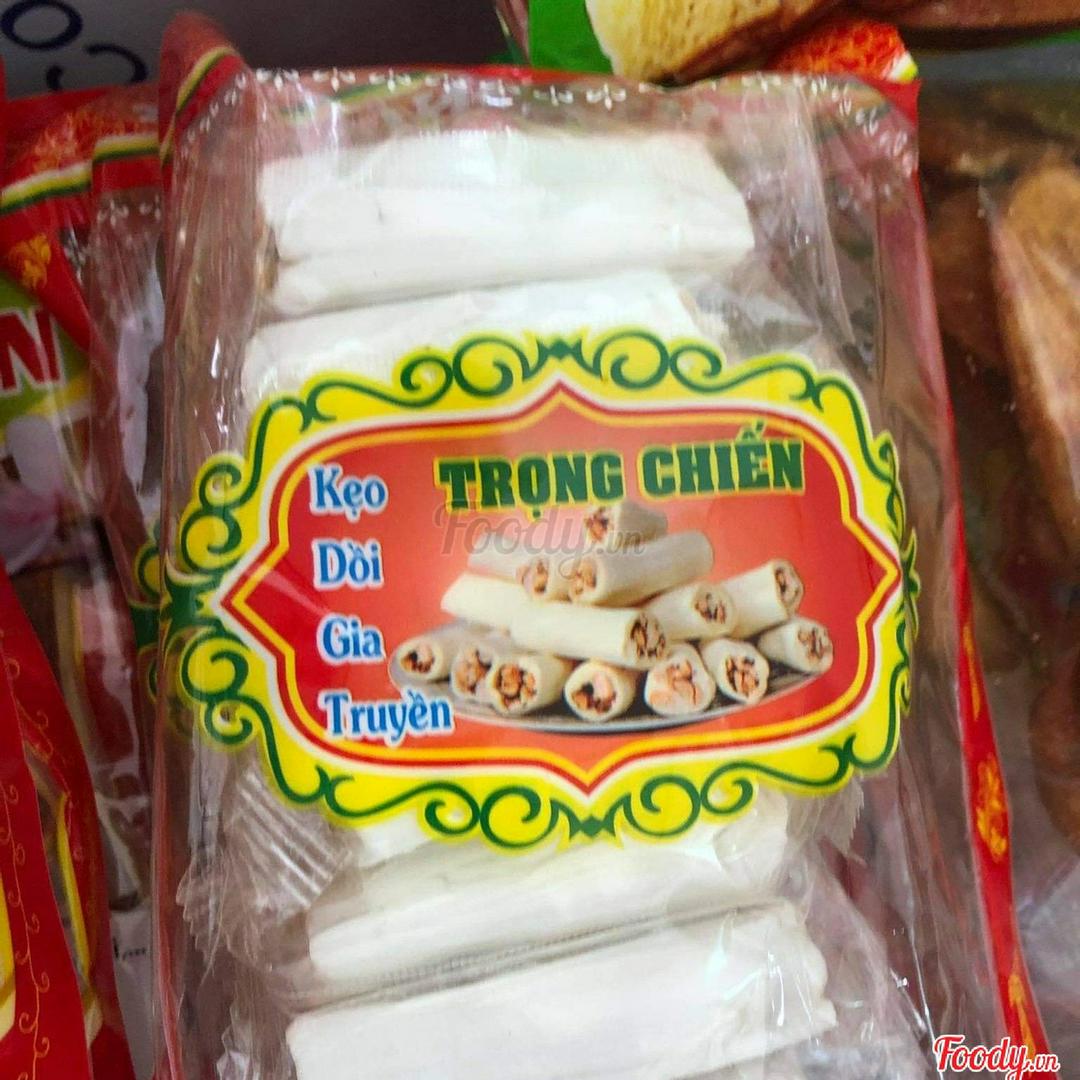 TRỌNG CHIẾN
Kẹo
Dồi
Gia
Truyền
Foody.vn
Foody.vn